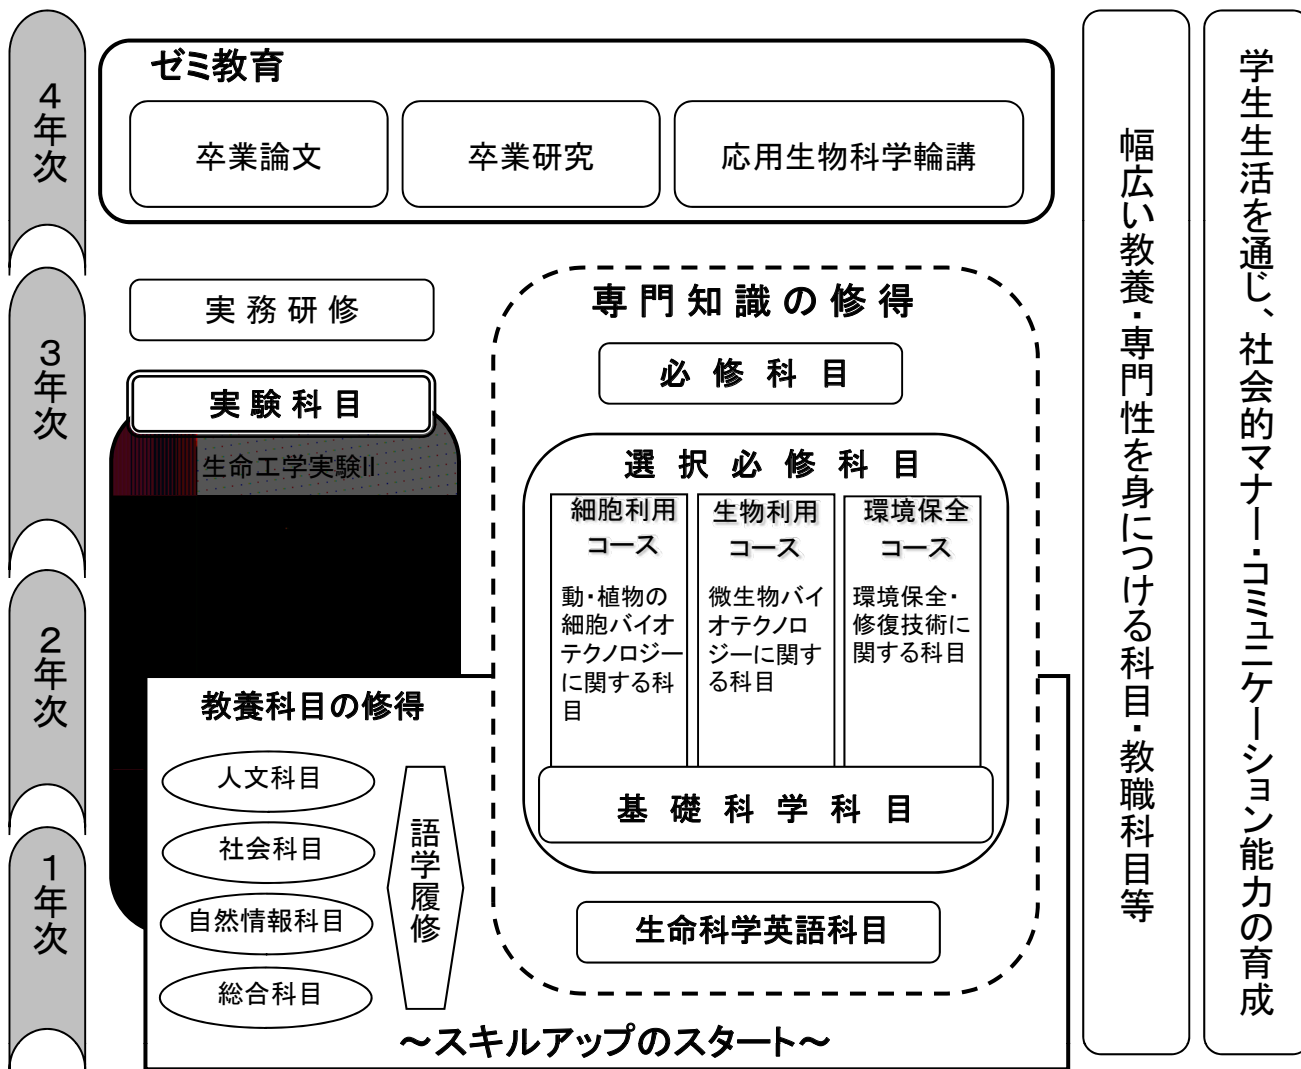 4年次
ゼミ教育
卒業論文
卒業研究
応用生物科学輪講
3年次
実務研修
実験科目
生命工学実験II
専門知識の修得
必修科目
選択必修科目
細胞利用
コース
動・植物の
細胞バイオ
テクノロジー
に関する科
目
生物利用
コース
微生物バイ
オテクノロ
ジーに関す
る科目
環境保全
コース
環境保全・
修復技術に
関する科目
基礎科学科目
生命科学英語科目
2年次
教養科目の修得
人文科目
社会科目
自然情報科目
総合科目
語学履修
1年次
~スキルアップのスタート~
幅広い教養・専門性を身につける科目・教職科目等
学生生活を通じ、社会的マナー・コミュニケーション能力の育成